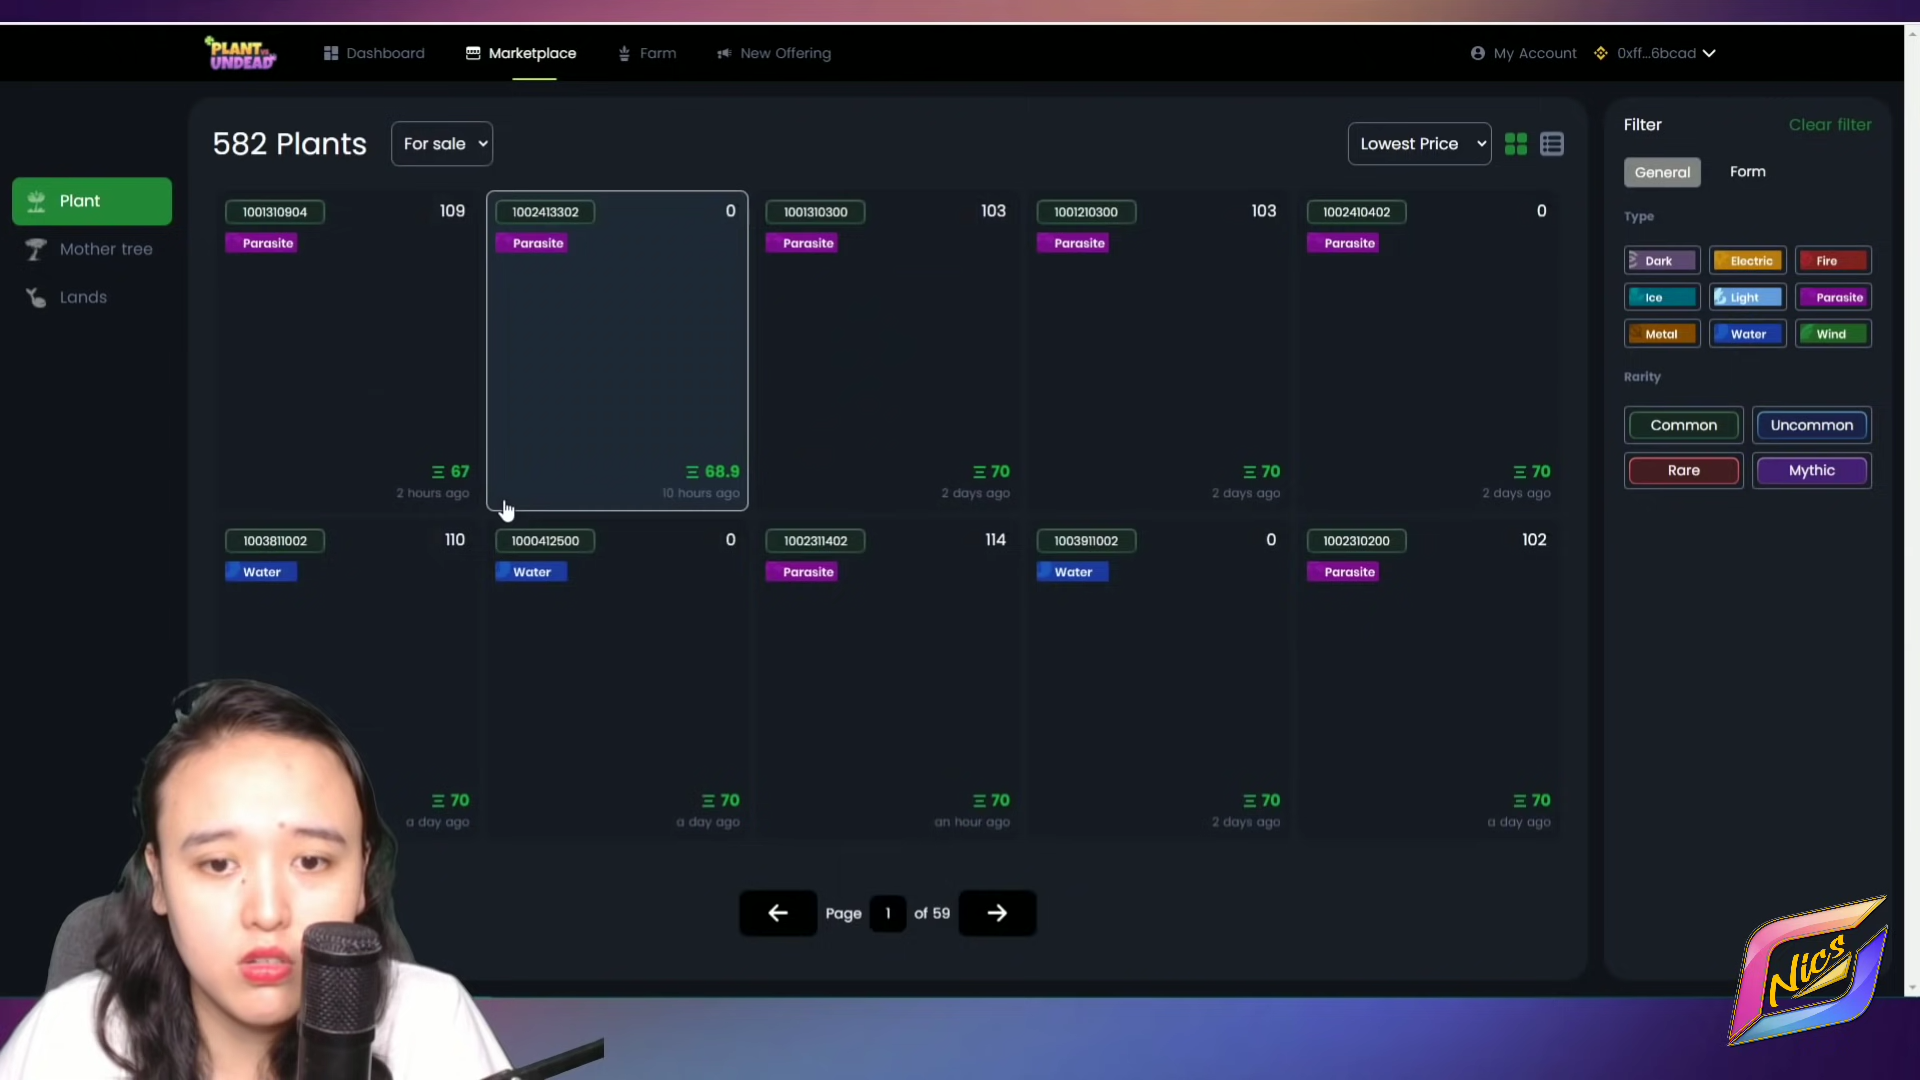 PLANT vs. UNDEAD
Dashboard
Marketplace
Farm
New Offering
My Account
0xff...6bcad
582 Plants
For sale
Lowest Price
Plant
Mother tree
Lands
1001310904 109
Parasite
67
2 hours ago
1002413302 0
Parasite
68.9
10 hours ago
1001310300 103
Parasite
70
2 days ago
1001210300 103
Parasite
70
2 days ago
1002410402 0
Parasite
70
2 days ago
1003811002 110
Water
70
a day ago
1000412500 0
Water
70
a day ago
1002311402 114
Parasite
70
an hour ago
1003911002 0
Water
70
2 days ago
1002310200 102
Parasite
70
a day ago
Page 1 of 59
Filter Clear filter
General Form
Type
Dark Electric Fire
Ice Light Parasite
Metal Water Wind
Rarity
Common Uncommon
Rare Mythic
Nics